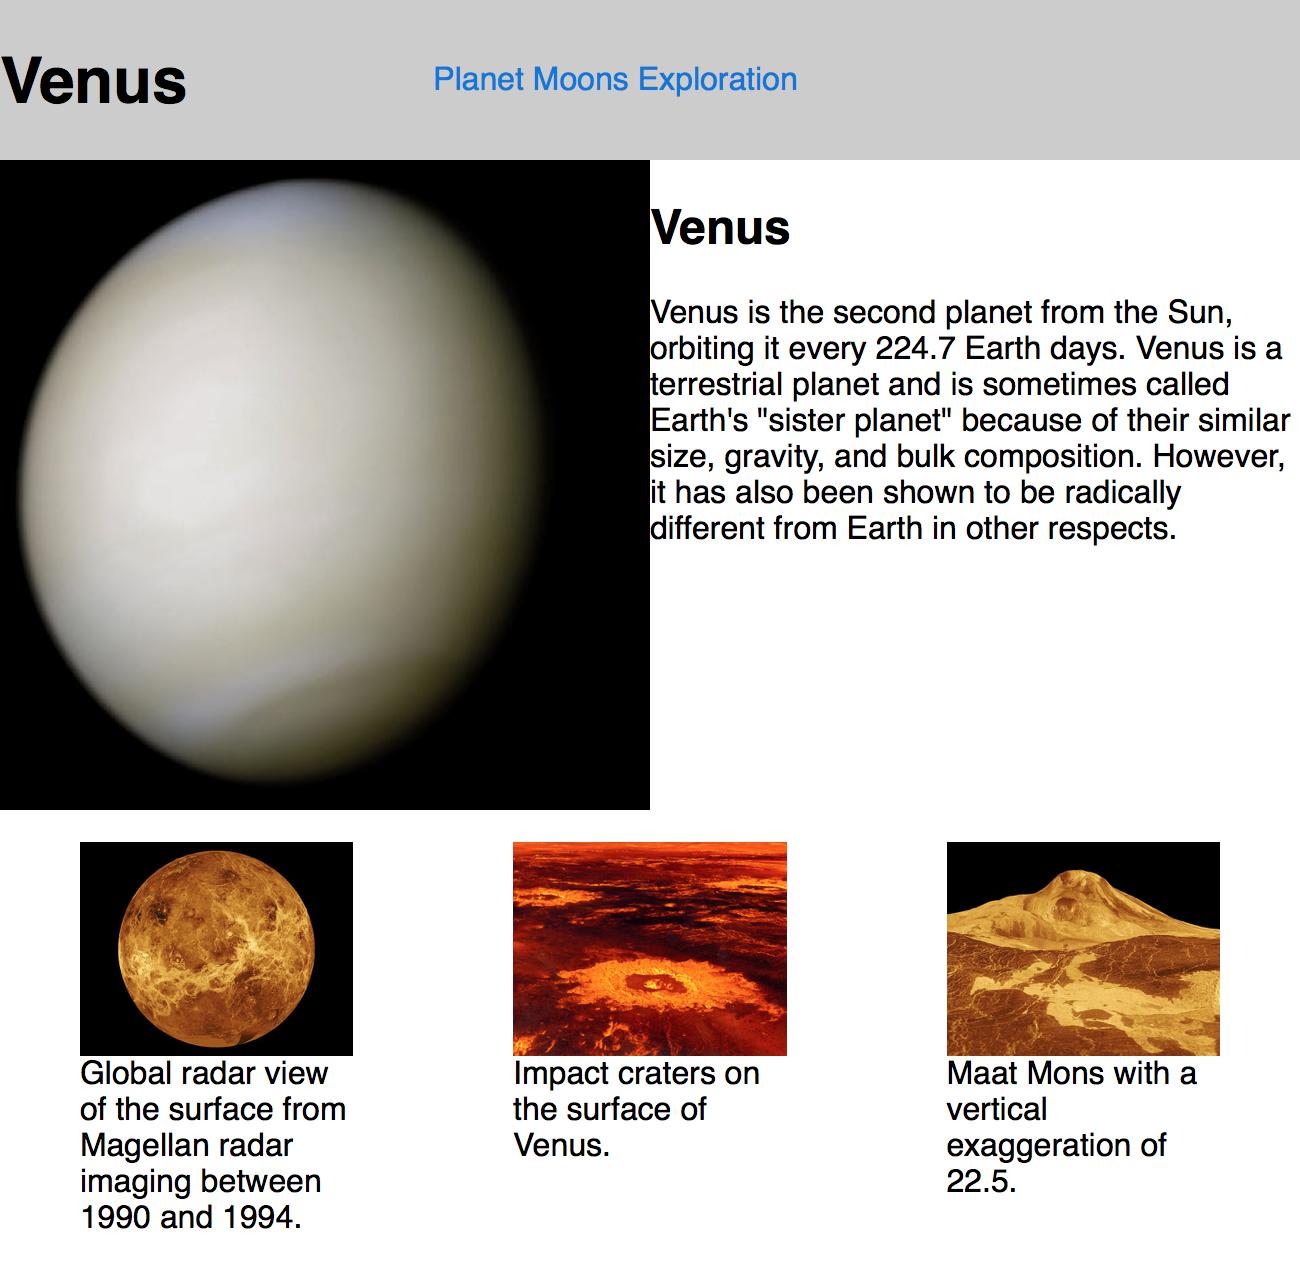 Venus
Planet Moons Exploration
Venus
Venus is the second planet from the Sun,
orbiting it every 224.7 Earth days. Venus is a
terrestrial planet and is sometimes called
Earth's "sister planet" because of their similar
size, gravity, and bulk composition. However,
it has also been shown to be radically
different from Earth in other respects.
Global radar view
of the surface from
Magellan radar
imaging between
1990 and 1994.
Impact craters on
the surface of
Venus.
Maat Mons with a
vertical
exaggeration of
22.5.